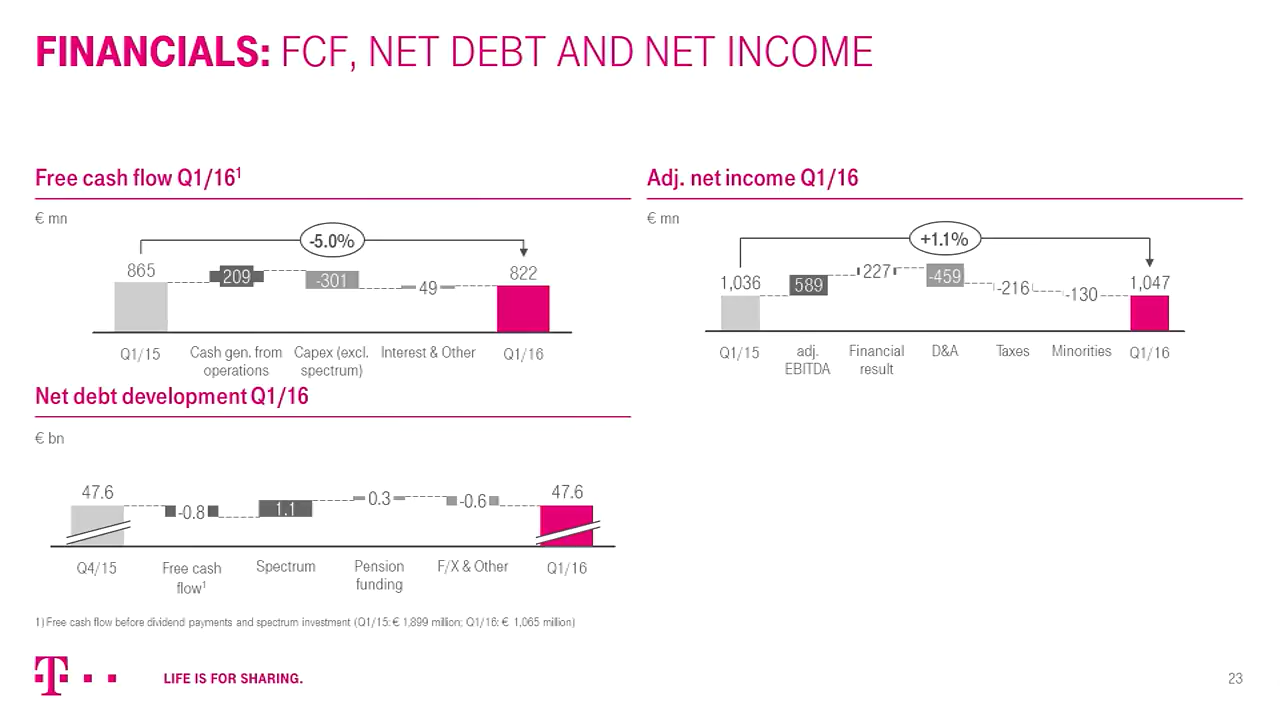 FINANCIALS: FCF, NET DEBT AND NET INCOME
Free cash flow Q1/16¹
€ mn
-5.0%
865
209
-301
49
822
Q1/15
Cash gen. from
operations
Capex (excl.
spectrum)
Interest & Other
Q1/16
Adj. net income Q1/16
€ mn
+1.1%
1,036
589
227
-459
-216
-130
1,047
Q1/15
adj.
EBITDA
Financial
result
D&A
Taxes
Minorities
Q1/16
Net debt development Q1/16
€ bn
47.6
-0.8
1.1
0.3
-0.6
47.6
Q4/15
Free cash
flow¹
Spectrum
Pension
funding
F/X & Other
Q1/16
1) Free cash flow before dividend payments and spectrum investment (Q1/15: € 1,899 million; Q1/16: € 1,065 million)
T
LIFE IS FOR SHARING.
23